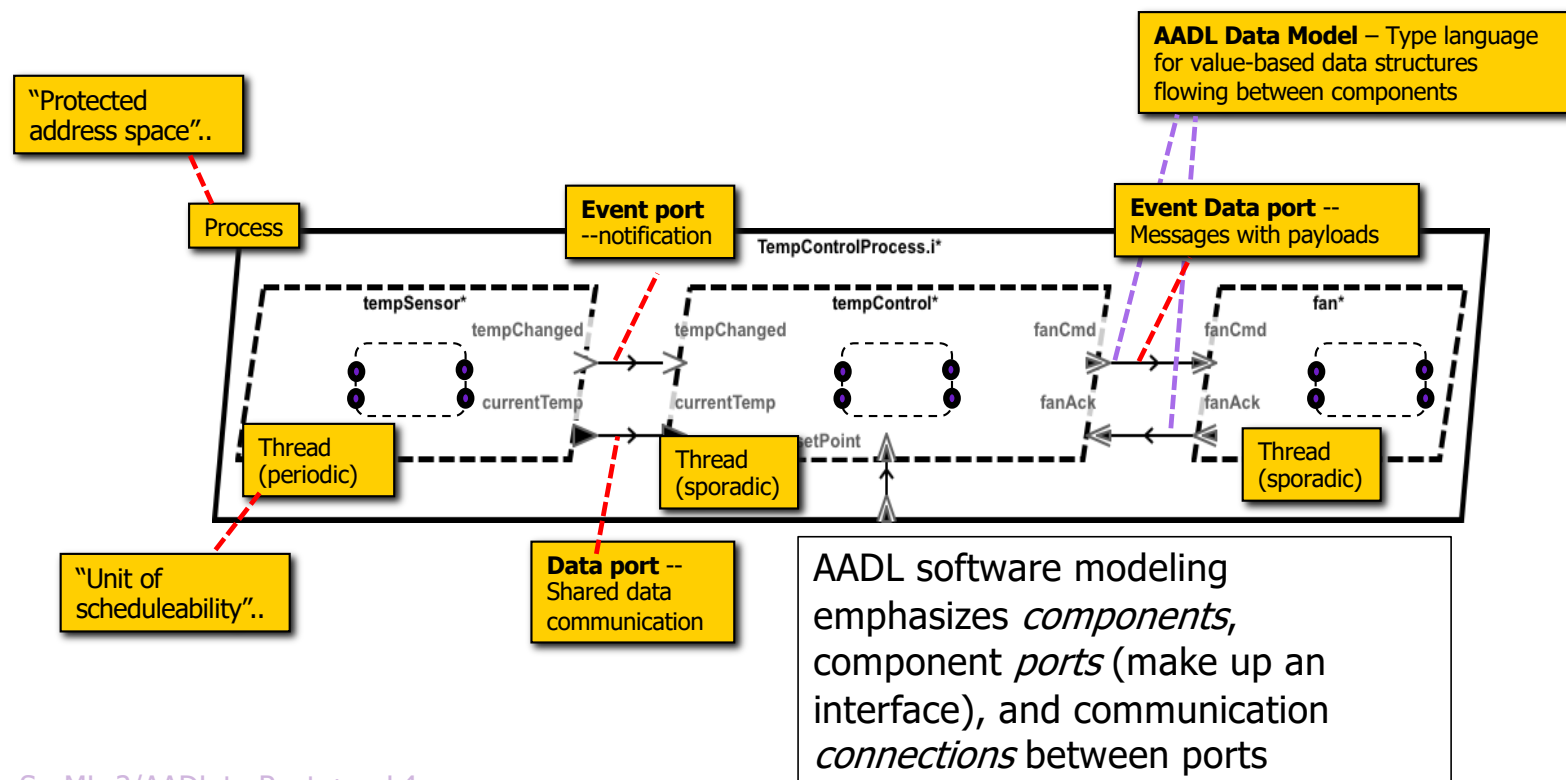 AADL Data Model – Type language
for value-based data structures
flowing between components
“Protected
address space”..
Process
Event port
--notification
Event Data port --
Messages with payloads
TempControlProcess.i*
tempSensor*
tempControl*
fan*
tempChanged
tempChanged
fanCmd
fanCmd
currentTemp
currentTemp
fanAck
fanAck
setPoint
Thread
(periodic)
Thread
(sporadic)
Thread
(sporadic)
“Unit of
scheduleability”..
Data port --
Shared data
communication
AADL software modeling
emphasizes components,
component ports (make up an
interface), and communication
connections between ports